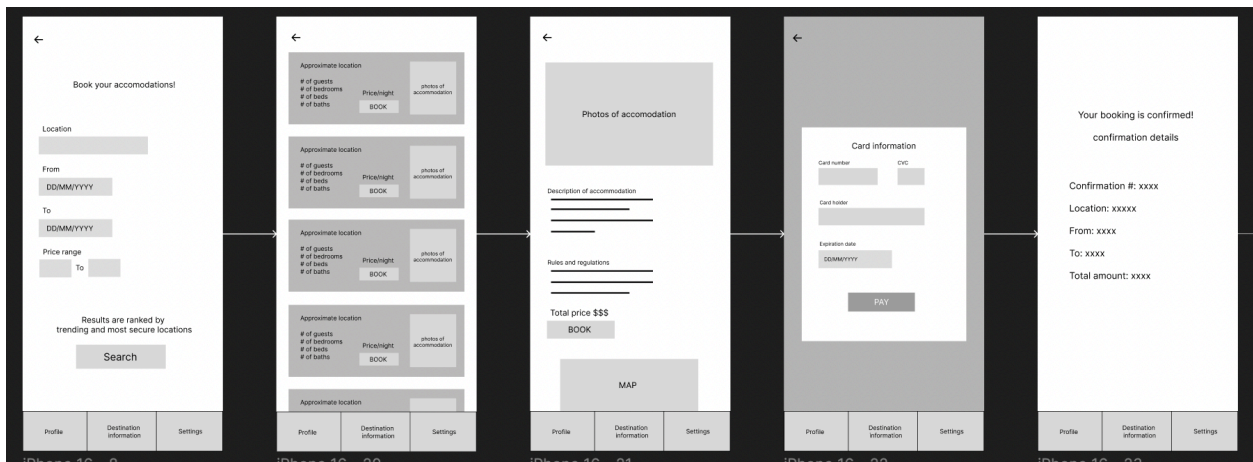 Book your accomodations!
Location
From
DD/MM/YYYY
To
DD/MM/YYYY
Price range
To
Results are ranked by
trending and most secure locations
Search
Profile
Destination
information
Settings
Approximate location
# of guests
# of bedrooms
# of beds
# of baths
Price/night
BOOK
photos of
accommodation
Approximate location
# of guests
# of bedrooms
# of beds
# of baths
Price/night
BOOK
photos of
accommodation
Approximate location
# of guests
# of bedrooms
# of beds
# of baths
Price/night
BOOK
photos of
accommodation
Approximate location
# of guests
# of bedrooms
# of beds
# of baths
Price/night
BOOK
photos of
accommodation
Approximate location
Profile
Destination
information
Settings
Photos of accomodation
Description of accommodation
Rules and regulations
Total price $$$
BOOK
MAP
Profile
Destination
information
Settings
Card information
Card number
CVC
Card holder
Expiration date
DD/MM/YYYY
PAY
Profile
Destination
information
Settings
Your booking is confirmed!
confirmation details
Confirmation #: xxxx
Location: xxxxx
From: xxxx
To: xxxx
Total amount: xxxx
Profile
Destination
information
Settings